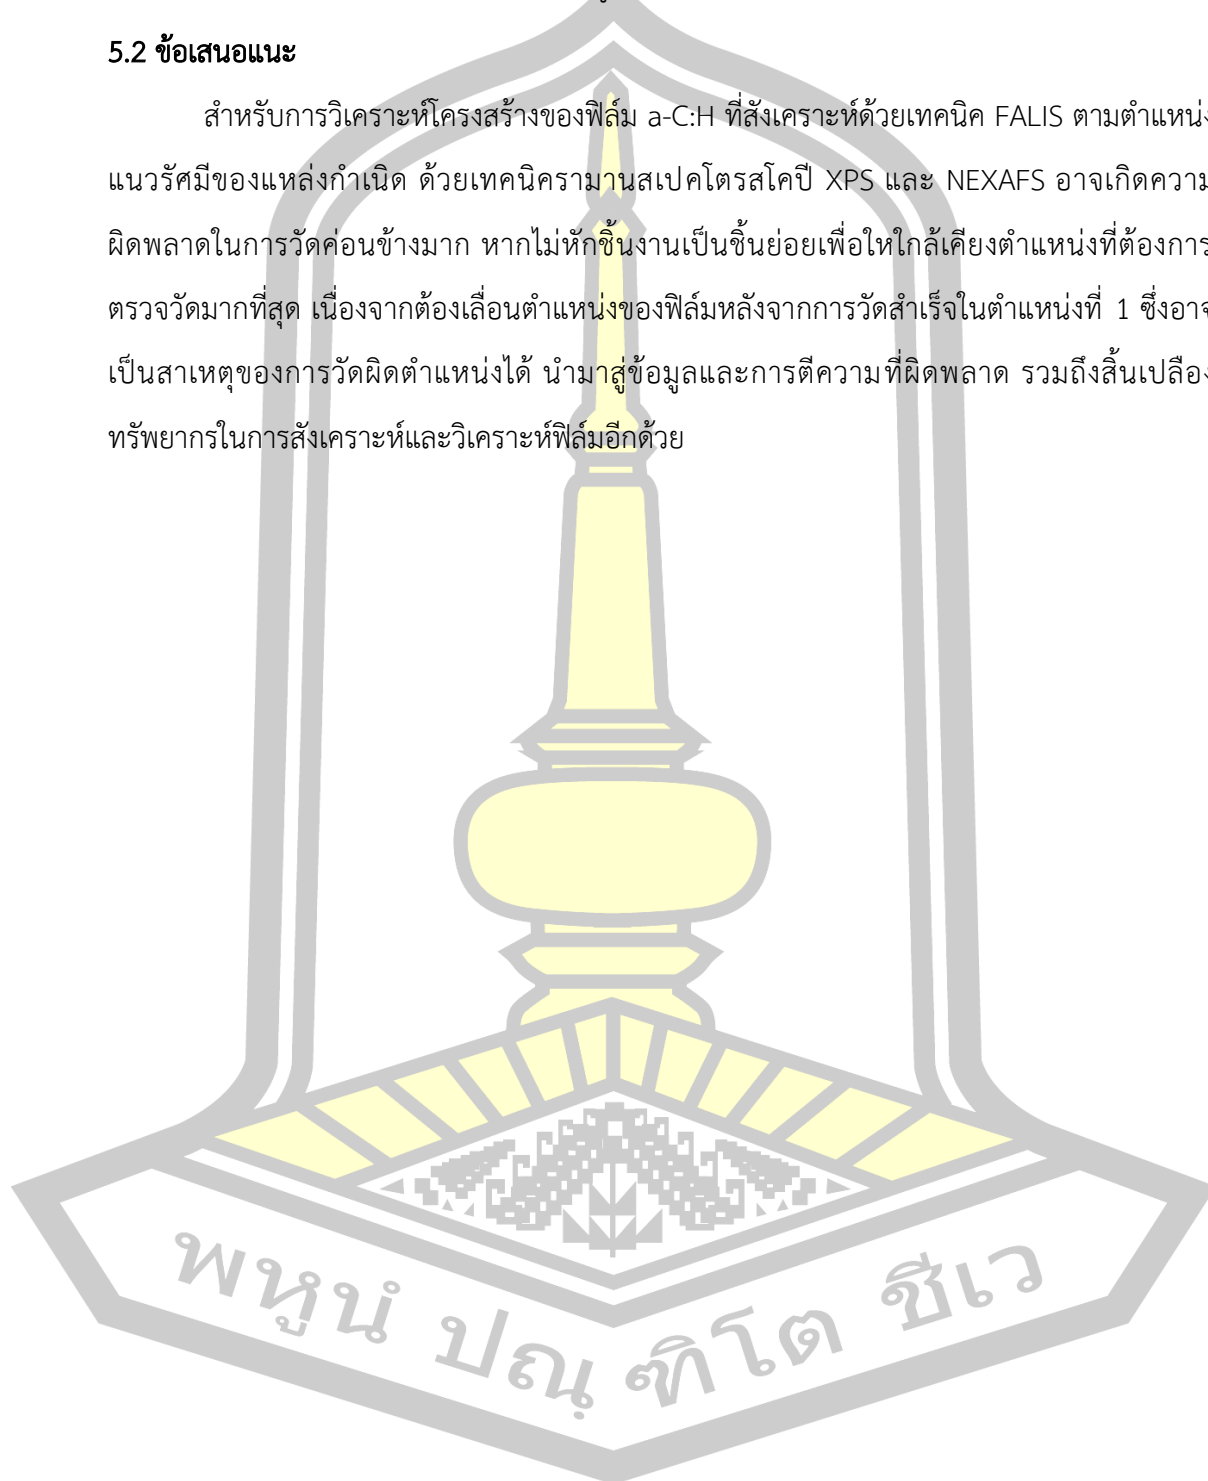 5.2 ข้อเสนอแนะ
สำหรับการวิเคราะห์โครงสร้างของฟิล์ม a-C:H ที่สังเคราะห์ด้วยเทคนิค FALIS ตามตำแหน่ง
แนวรัศมีของแหล่งกำเนิด ด้วยเทคนิครามานสเปคโตรสโคปี XPS และ NEXAFS อาจเกิดความ
ผิดพลาดในการวัดค่อนข้างมาก หากไม่หักชิ้นงานเป็นชิ้นย่อยเพื่อให้ใกล้เคียงตำแหน่งที่ต้องการ
ตรวจวัดมากที่สุด เนื่องจากต้องเลื่อนตำแหน่งของฟิล์มหลังจากการวัดสำเร็จในตำแหน่งที่ 1 ซึ่งอาจ
เป็นสาเหตุของการวัดผิดตำแหน่งได้ นำมาสู่ข้อมูลและการตีความที่ผิดพลาด รวมถึงสิ้นเปลือง
ทรัพยากรในการสังเคราะห์และวิเคราะห์ฟิล์มอีกด้วย
พหูนํ ปณฺฑิโต ชีเว